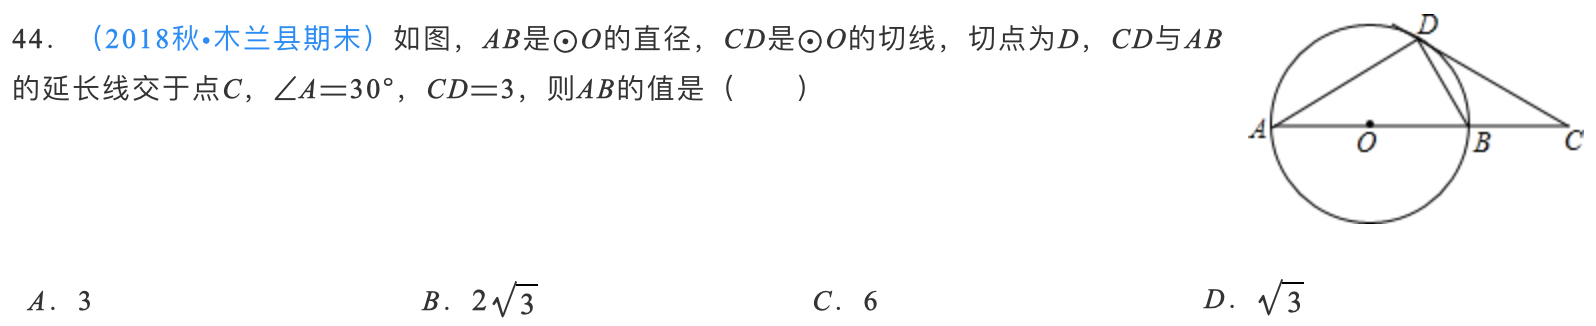 44. （2018秋•木兰县期末）如图，AB是⊙O的直径，CD是⊙O的切线，切点为D，CD与AB
的延长线交于点C，∠A＝30°，CD＝3，则AB的值是（　　）
D
A
O
B
C
A. 3　B. 2√3　C. 6　D. √3